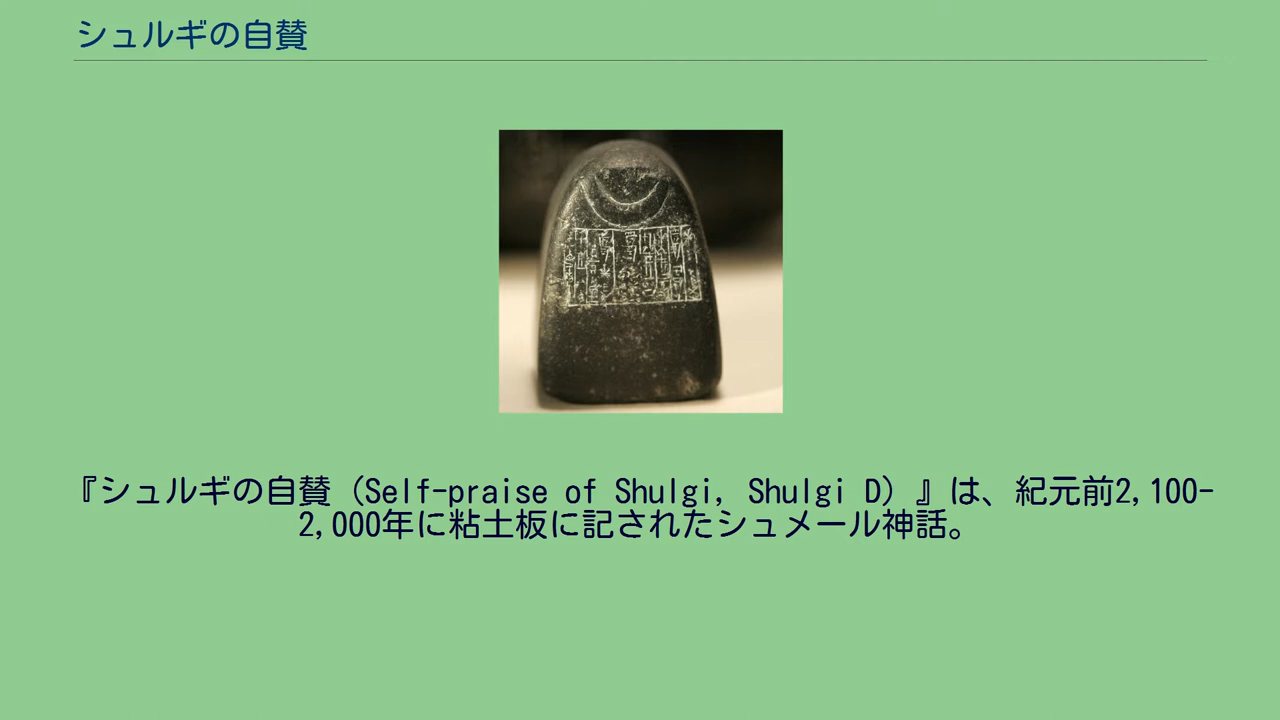 シュルギの自賛
『シュルギの自賛（Self-praise of Shulgi, Shulgi D）』は、紀元前2,100-
2,000年に粘土板に記されたシュメール神話。